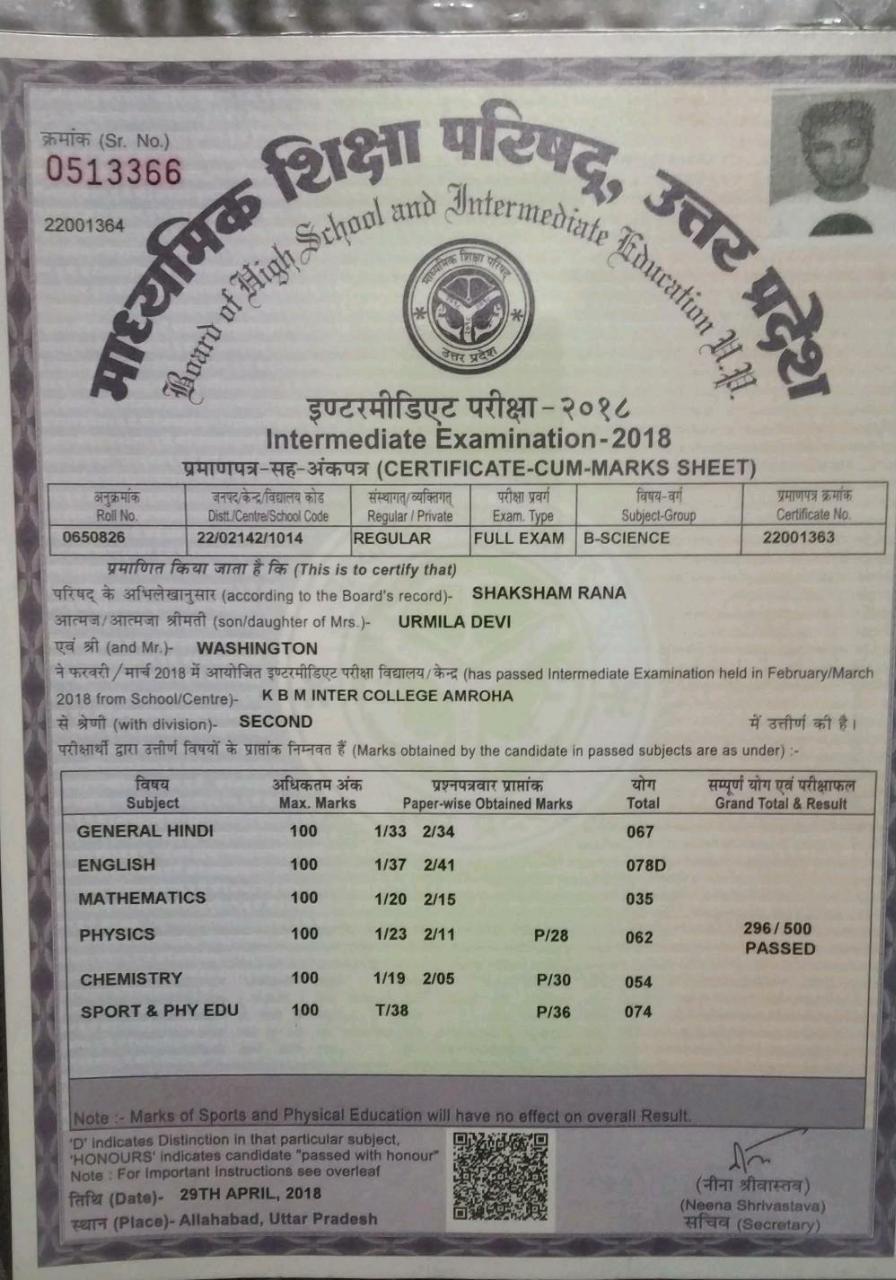 क्रमांक (Sr. No.)
0513366
22001364
माध्यमिक शिक्षा परिषद्, उत्तर प्रदेश
Board of High School and Intermediate Education U.P.
माध्यमिक शिक्षा परिषद्
उत्तर प्रदेश
इण्टरमीडिएट परीक्षा - २०१८
Intermediate Examination - 2018
प्रमाणपत्र-सह-अंकपत्र (CERTIFICATE-CUM-MARKS SHEET)
अनुक्रमांक जनपद/केन्द्र/विद्यालय कोड संस्थागत/व्यक्तिगत परीक्षा प्रवर्ग विषय-वर्ग प्रमाणपत्र क्रमांक
Roll No. Distt./Centre/School Code Regular / Private Exam. Type Subject-Group Certificate No.
0650826 22/02142/1014 REGULAR FULL EXAM B-SCIENCE 22001363
प्रमाणित किया जाता है कि (This is to certify that)
परिषद् के अभिलेखानुसार (according to the Board's record)- SHAKSHAM RANA
आत्मज/आत्मजा श्रीमती (son/daughter of Mrs.)- URMILA DEVI
एवं श्री (and Mr.)- WASHINGTON
ने फरवरी/मार्च 2018 में आयोजित इण्टरमीडिएट परीक्षा विद्यालय/केन्द्र (has passed Intermediate Examination held in February/March
2018 from School/Centre)- K B M INTER COLLEGE AMROHA
से श्रेणी (with division)- SECOND में उत्तीर्ण की है।
परीक्षार्थी द्वारा उत्तीर्ण विषयों के प्राप्तांक निम्नवत हैं (Marks obtained by the candidate in passed subjects are as under) :-
विषय अधिकतम अंक प्रश्नपत्रवार प्राप्तांक योग सम्पूर्ण योग एवं परीक्षाफल
Subject Max. Marks Paper-wise Obtained Marks Total Grand Total & Result
GENERAL HINDI 100 1/33 2/34 067
ENGLISH 100 1/37 2/41 078D
MATHEMATICS 100 1/20 2/15 035
PHYSICS 100 1/23 2/11 P/28 062 296 / 500
PASSED
CHEMISTRY 100 1/19 2/05 P/30 054
SPORT & PHY EDU 100 T/38 P/36 074
Note :- Marks of Sports and Physical Education will have no effect on overall Result.
'D' indicates Distinction in that particular subject,
'HONOURS' indicates candidate "passed with honour"
Note : For Important Instructions see overleaf
तिथि (Date)- 29TH APRIL, 2018
स्थान (Place)- Allahabad, Uttar Pradesh
(नीना श्रीवास्तव)
(Neena Shrivastava)
सचिव (Secretary)